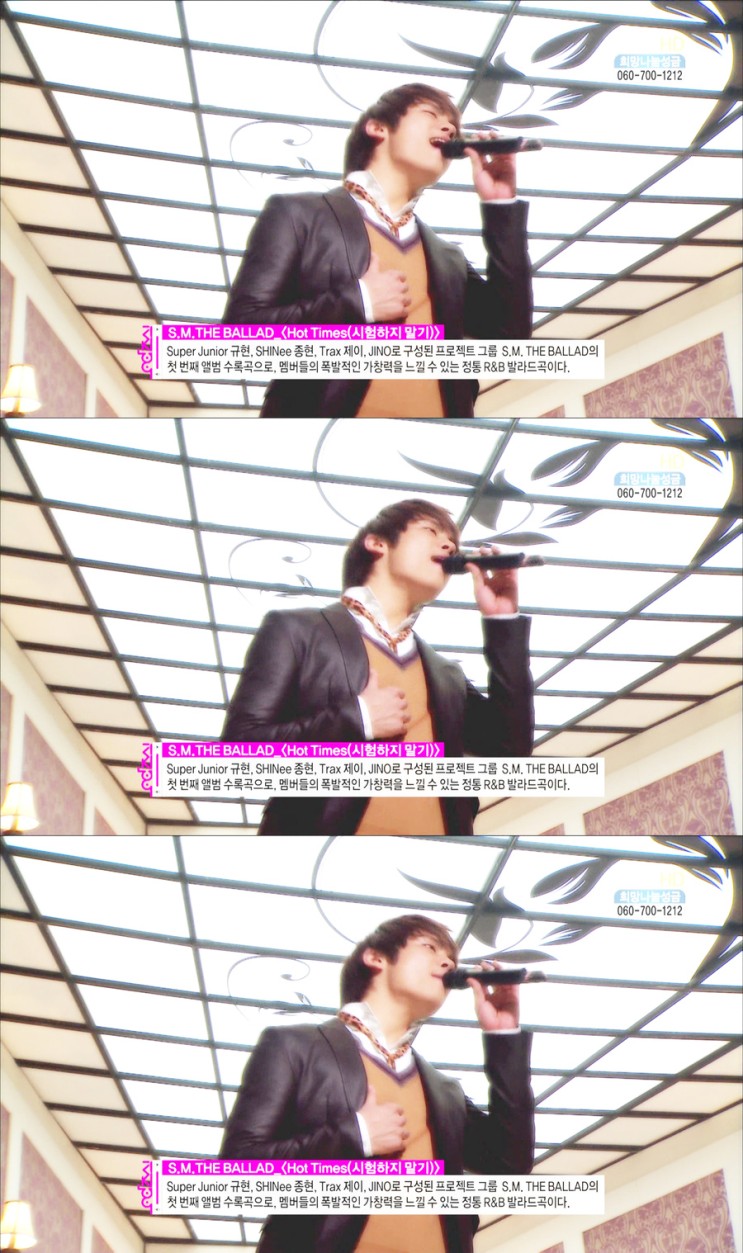 희망나눔성금
060-700-1212
S.M.THE BALLAD_<Hot Times(시험하지 말기)>
Super Junior 규현, SHINee 종현, Trax 제이, JINO로 구성된 프로젝트 그룹 S.M. THE BALLAD의
첫 번째 앨범 수록곡으로, 멤버들의 폭발적인 가창력을 느낄 수 있는 정통 R&B 발라드곡이다.
희망나눔성금
060-700-1212
S.M.THE BALLAD_<Hot Times(시험하지 말기)>
Super Junior 규현, SHINee 종현, Trax 제이, JINO로 구성된 프로젝트 그룹 S.M. THE BALLAD의
첫 번째 앨범 수록곡으로, 멤버들의 폭발적인 가창력을 느낄 수 있는 정통 R&B 발라드곡이다.
희망나눔성금
060-700-1212
S.M.THE BALLAD_<Hot Times(시험하지 말기)>
Super Junior 규현, SHINee 종현, Trax 제이, JINO로 구성된 프로젝트 그룹 S.M. THE BALLAD의
첫 번째 앨범 수록곡으로, 멤버들의 폭발적인 가창력을 느낄 수 있는 정통 R&B 발라드곡이다.